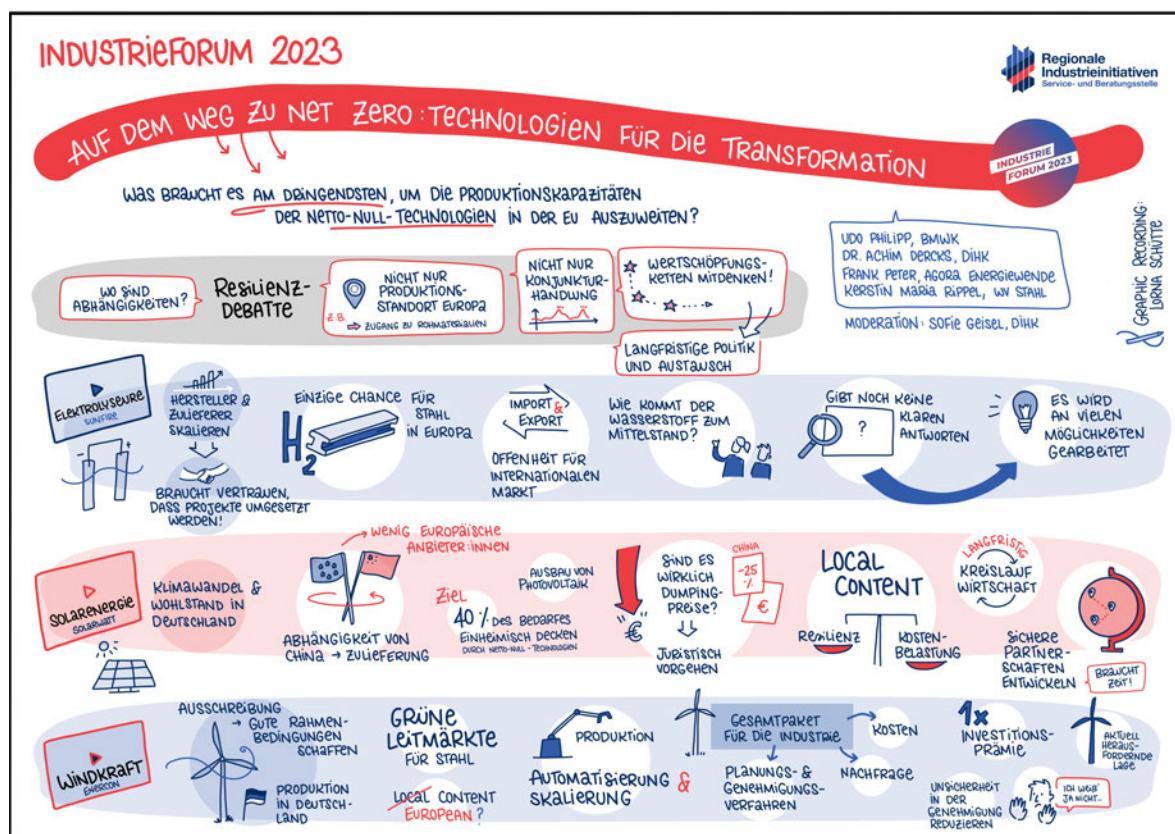 INDUSTRIEFORUM 2023
Regionale
Industrieinitiativen
Service- und Beratungsstelle
AUF DEM WEG ZU NET ZERO: TECHNOLOGIEN FÜR DIE TRANSFORMATION
INDUSTRIE
FORUM 2023
WAS BRAUCHT ES AM DRINGENDSTEN, UM DIE PRODUKTIONSKAPAZITÄTEN
DER NETTO-NULL-TECHNOLOGIEN IN DER EU AUSZUWEITEN?
UDO PHILIPP, BMWK
DR. ACHIM DERCKS, DIHK
FRANK PETER, AGORA ENERGIEWENDE
KERSTIN MARIA RIPPEL, WV STAHL
MODERATION: SOFIE GEISEL, DIHK
GRAPHIC RECORDING:
LORNA SCHÜTTE
WO SIND
ABHÄNGIGKEITEN?
RESILIENZ-
DEBATTE
NICHT NUR
PRODUKTIONS-
STANDORT EUROPA
Z.B.
ZUGANG ZU ROHMATERIALIEN
NICHT NUR
KONJUNKTUR-
HANDLUNG
WERTSCHÖPFUNGS-
KETTEN MITDENKEN!
LANGFRISTIGE POLITIK
UND AUSTAUSCH
ELEKTROLYSEURE
SUNFIRE
HERSTELLER &
ZULIEFERER
SKALIEREN
BRAUCHT VERTRAUEN,
DASS PROJEKTE UMGESETZT
WERDEN!
H2
EINZIGE CHANCE FÜR
STAHL
IN EUROPA
IMPORT &
EXPORT
OFFENHEIT FÜR
INTERNATIONALEN
MARKT
WIE KOMMT DER
WASSERSTOFF ZUM
MITTELSTAND?
GIBT NOCH KEINE
KLAREN
ANTWORTEN
?
ES WIRD
AN VIELEN
MÖGLICHKEITEN
GEARBEITET
SOLARENERGIE
SOLARWATT
KLIMAWANDEL &
WOHLSTAND IN
DEUTSCHLAND
WENIG EUROPÄISCHE
ANBIETER:INNEN
ABHÄNGIGKEIT VON
CHINA → ZULIEFERUNG
AUSBAU VON
PHOTOVOLTAIK
ZIEL
40% DES BEDARFES
EINHEIMISCH DECKEN
DURCH NETTO-NULL-TECHNOLOGIEN
€
SIND ES
WIRKLICH
DUMPING-
PREISE?
JURISTISCH
VORGEHEN
CHINA
-25
%
€
LOCAL
CONTENT
RESILIENZ
KOSTEN-
BELASTUNG
LANGFRISTIG
KREISLAUF
WIRTSCHAFT
SICHERE
PARTNER-
SCHAFTEN
ENTWICKELN
BRAUCHT
ZEIT!
WINDKRAFT
ENERCON
AUSSCHREIBUNG
→ GUTE RAHMEN-
BEDINGUNGEN
SCHAFFEN
PRODUKTION
IN DEUTSCH-
LAND
GRÜNE
LEITMÄRKTE
FÜR STAHL
LOCAL CONTENT
EUROPEAN?
PRODUKTION
AUTOMATISIERUNG &
SKALIERUNG
GESAMTPAKET
FÜR DIE INDUSTRIE
KOSTEN
NACHFRAGE
PLANUNGS- &
GENEHMIGUNGS-
VERFAHREN
1x
INVESTITIONS-
PRÄMIE
UNSICHERHEIT
IN DER
GENEHMIGUNG
REDUZIEREN
ICH WEIß
JA NICHT...
AKTUELL
HERAUS-
FORDERNDE
LAGE